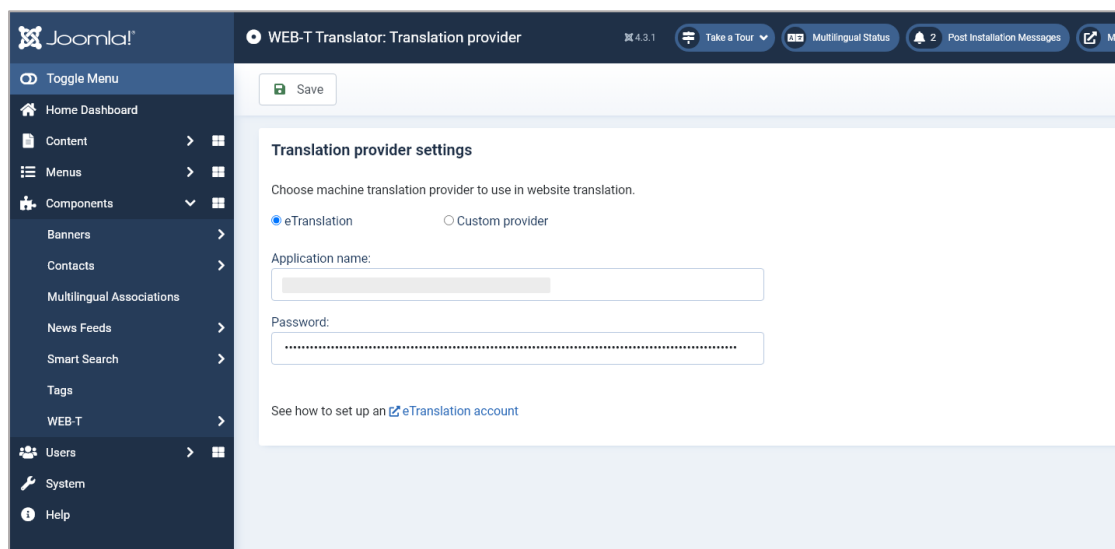 Joomla!
WEB-T Translator: Translation provider
4.3.1
Take a Tour
Multilingual Status
2 Post Installation Messages
M
Toggle Menu
Save
Home Dashboard
Content
Menus
Components
Banners
Contacts
Multilingual Associations
News Feeds
Smart Search
Tags
WEB-T
Users
System
Help
Translation provider settings
Choose machine translation provider to use in website translation.
eTranslation
Custom provider
Application name:
Password:
See how to set up an eTranslation account